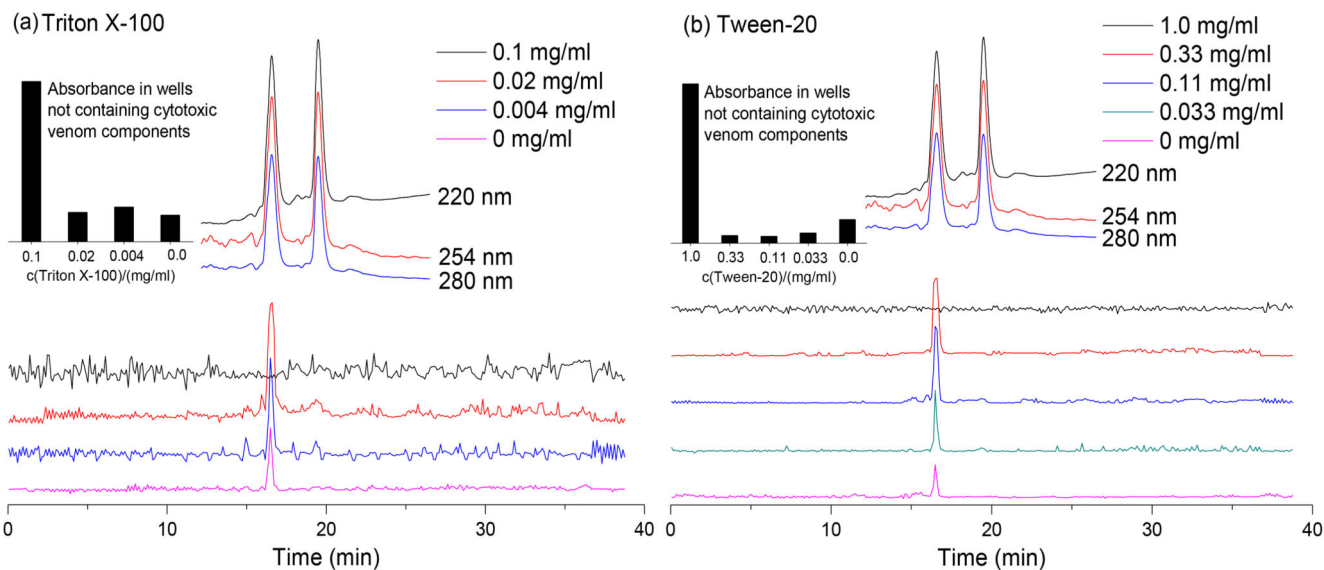 (a) Triton X-100
0.1 mg/ml
0.02 mg/ml
0.004 mg/ml
0 mg/ml
Absorbance in wells
not containing cytotoxic
venom components
0.1 0.02 0.004 0.0
c(Triton X-100)/(mg/ml)
220 nm
254 nm
280 nm
0 10 20 30 40
Time (min)
(b) Tween-20
1.0 mg/ml
0.33 mg/ml
0.11 mg/ml
0.033 mg/ml
0 mg/ml
Absorbance in wells
not containing cytotoxic
venom components
1.0 0.33 0.11 0.033 0.0
c(Tween-20)/(mg/ml)
220 nm
254 nm
280 nm
10 20 30 40
Time (min)